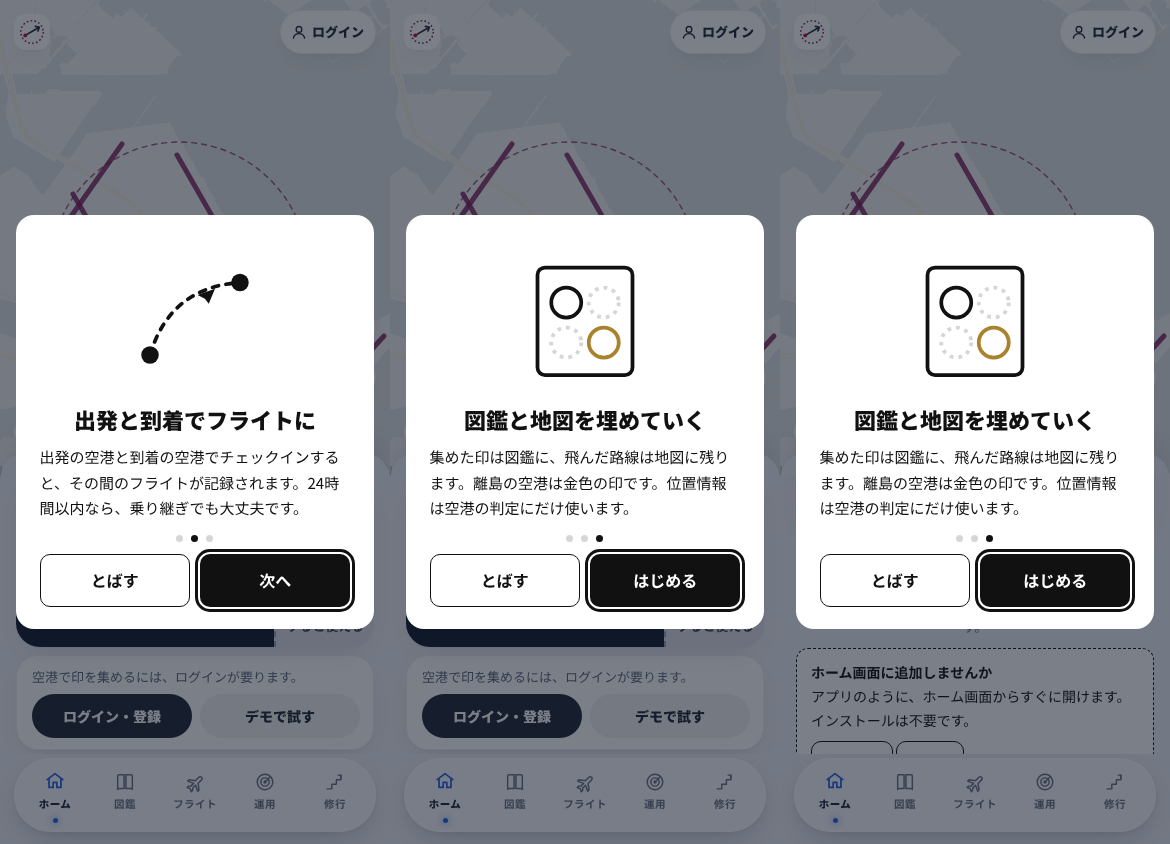 ログイン
出発と到着でフライトに
出発の空港と到着の空港でチェックインする
と、その間のフライトが記録されます。24時
間以内なら、乗り継ぎでも大丈夫です。
とばす
次へ
空港で印を集めるには、ログインが要ります。
ログイン・登録
デモで試す
ホーム
図鑑
フライト
運用
修行
ログイン
図鑑と地図を埋めていく
集めた印は図鑑に、飛んだ路線は地図に残り
ます。離島の空港は金色の印です。位置情報
は空港の判定にだけ使います。
とばす
はじめる
空港で印を集めるには、ログインが要ります。
ログイン・登録
デモで試す
ホーム
図鑑
フライト
運用
修行
ログイン
図鑑と地図を埋めていく
集めた印は図鑑に、飛んだ路線は地図に残り
ます。離島の空港は金色の印です。位置情報
は空港の判定にだけ使います。
とばす
はじめる
す。
ホーム画面に追加しませんか
アプリのように、ホーム画面からすぐに開けます。
インストールは不要です。
ホーム
図鑑
フライト
運用
修行